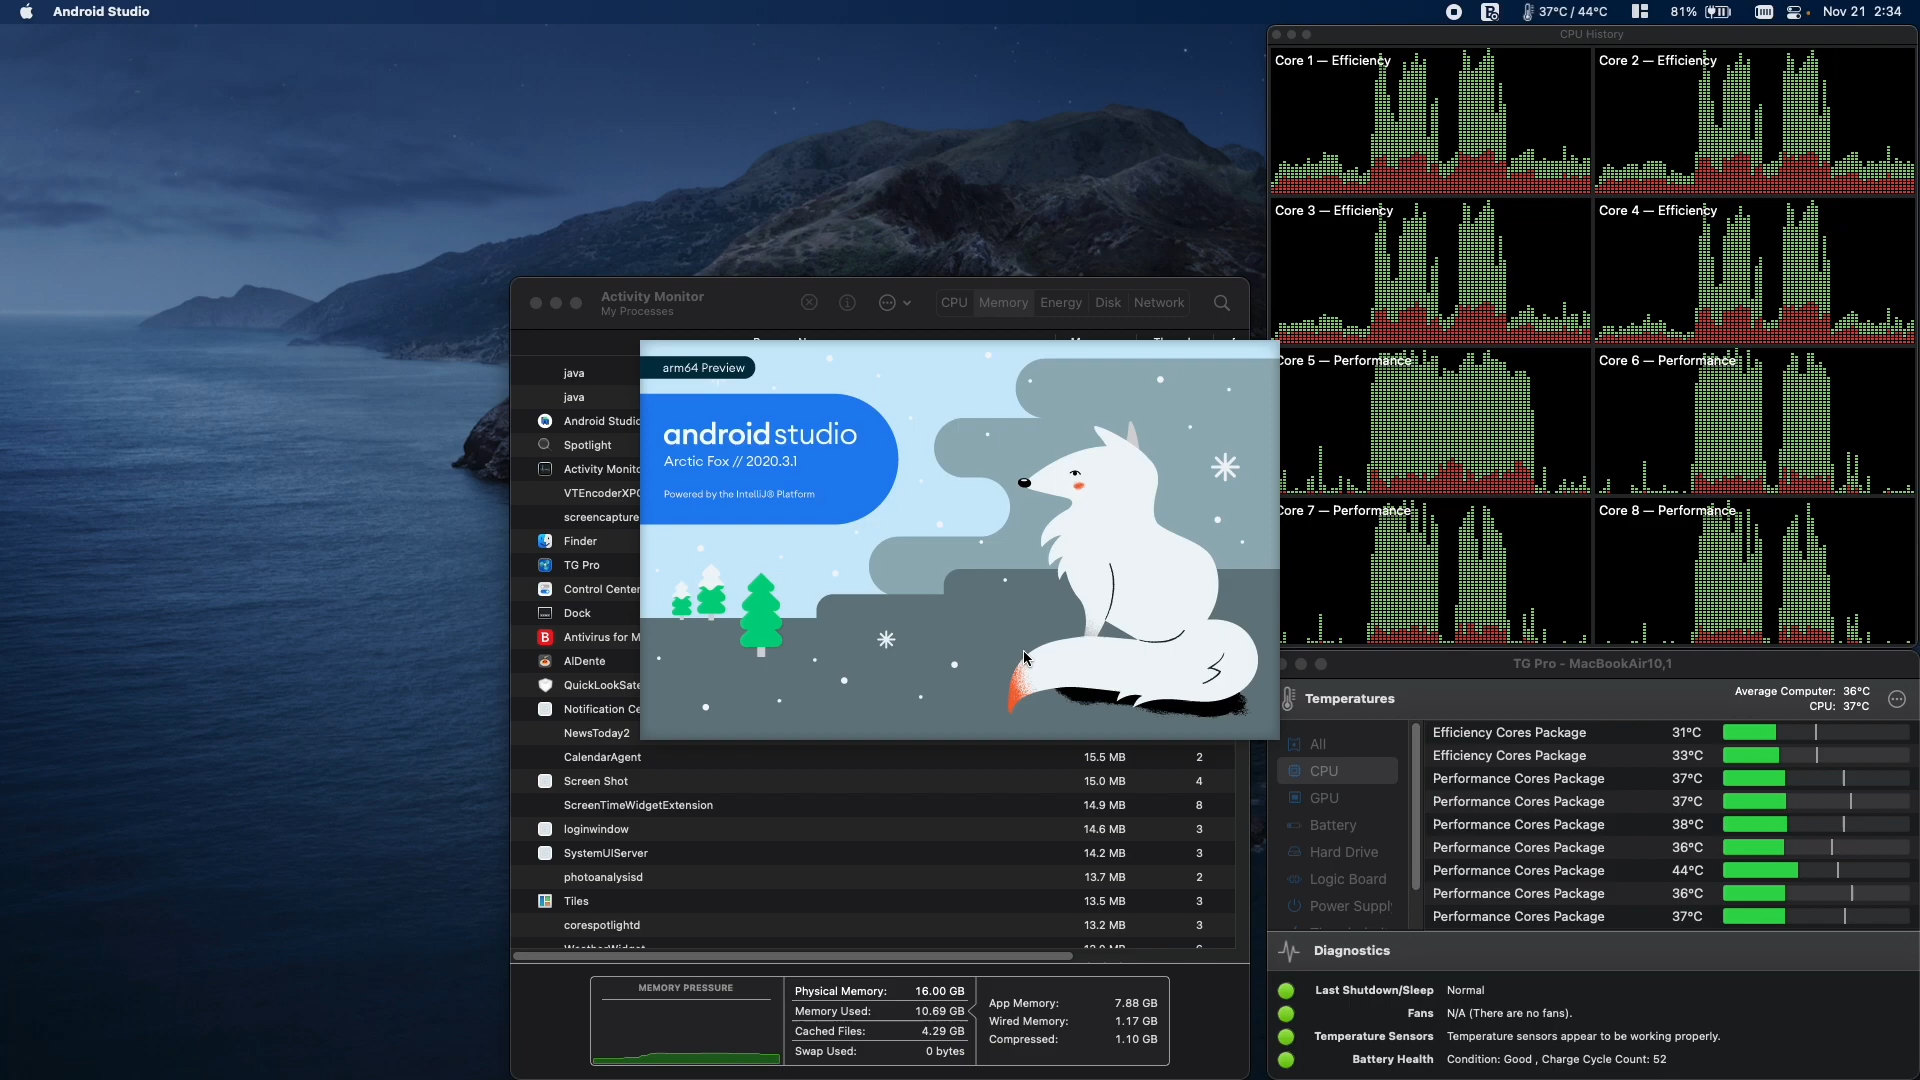 Android Studio
37°C / 44°C
81%
Nov 21 2:34
CPU History
Core 1 — Efficiency
Core 2 — Efficiency
Core 3 — Efficiency
Core 4 — Efficiency
Core 5 — Performance
Core 6 — Performance
Core 7 — Performance
Core 8 — Performance
Activity Monitor
My Processes
CPU
Memory
Energy
Disk
Network
java
java
Android Studio
Spotlight
Activity Monito
VTEncoderXPC
screencapture
Finder
TG Pro
Control Center
Dock
B
Antivirus for M
AlDente
QuickLookSate
Notification Ce
NewsToday2
CalendarAgent 15.5 MB 2
Screen Shot 15.0 MB 4
ScreenTimeWidgetExtension 14.9 MB 8
loginwindow 14.6 MB 3
SystemUIServer 14.2 MB 3
photoanalysisd 13.7 MB 2
Tiles 13.5 MB 3
corespotlightd 13.2 MB 3
MEMORY PRESSURE
Physical Memory: 16.00 GB
Memory Used: 10.69 GB
Cached Files: 4.29 GB
Swap Used: 0 bytes
App Memory: 7.88 GB
Wired Memory: 1.17 GB
Compressed: 1.10 GB
arm64 Preview
android studio
Arctic Fox // 2020.3.1
Powered by the IntelliJ® Platform
TG Pro - MacBookAir10,1
Temperatures
Average Computer: 36°C
CPU: 37°C
All
CPU
GPU
Battery
Hard Drive
Logic Board
Power Suppl
Efficiency Cores Package 31°C
Efficiency Cores Package 33°C
Performance Cores Package 37°C
Performance Cores Package 37°C
Performance Cores Package 38°C
Performance Cores Package 36°C
Performance Cores Package 44°C
Performance Cores Package 36°C
Performance Cores Package 37°C
Diagnostics
Last Shutdown/Sleep Normal
Fans N/A (There are no fans).
Temperature Sensors Temperature sensors appear to be working properly.
Battery Health Condition: Good , Charge Cycle Count: 52